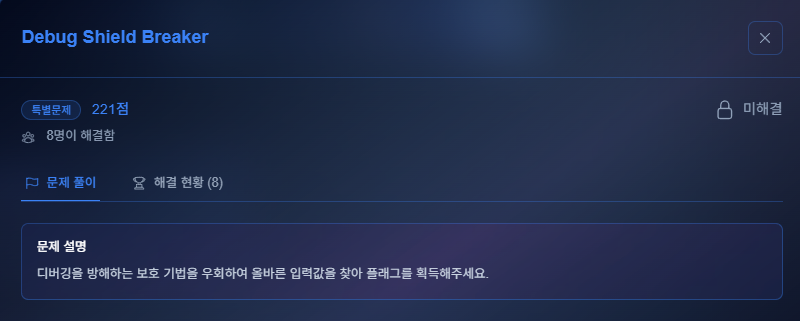 Debug Shield Breaker
특별문제 221점
미해결
8명이 해결함
문제 풀이 해결 현황 (8)
문제 설명
디버깅을 방해하는 보호 기법을 우회하여 올바른 입력값을 찾아 플래그를 획득해주세요.